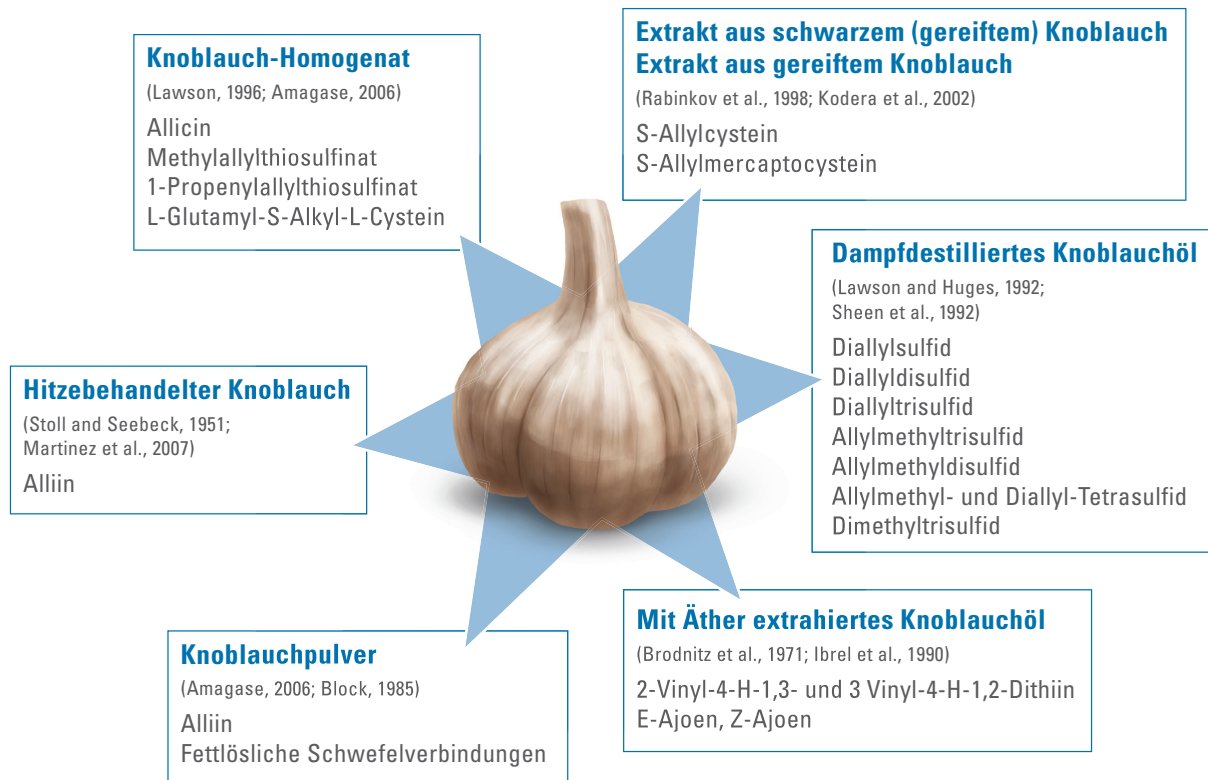 Knoblauch-Homogenat
(Lawson, 1996; Amagase, 2006)
Allicin
Methylallylthiosulfinat
1-Propenylallylthiosulfinat
L-Glutamyl-S-Alkyl-L-Cystein
Extrakt aus schwarzem (gereiftem) Knoblauch
Extrakt aus gereiftem Knoblauch
(Rabinkov et al., 1998; Kodera et al., 2002)
S-Allylcystein
S-Allylmercaptocystein
Dampfdestilliertes Knoblauchöl
(Lawson and Huges, 1992;
Sheen et al., 1992)
Diallylsulfid
Diallyldisulfid
Diallyltrisulfid
Allylmethyltrisulfid
Allylmethyldisulfid
Allylmethyl- und Diallyl-Tetrasulfid
Dimethyltrisulfid
Hitzebehandelter Knoblauch
(Stoll and Seebeck, 1951;
Martinez et al., 2007)
Alliin
Mit Äther extrahiertes Knoblauchöl
(Brodnitz et al., 1971; Ibrel et al., 1990)
2-Vinyl-4-H-1,3- und 3 Vinyl-4-H-1,2-Dithiin
E-Ajoen, Z-Ajoen
Knoblauchpulver
(Amagase, 2006; Block, 1985)
Alliin
Fettlösliche Schwefelverbindungen